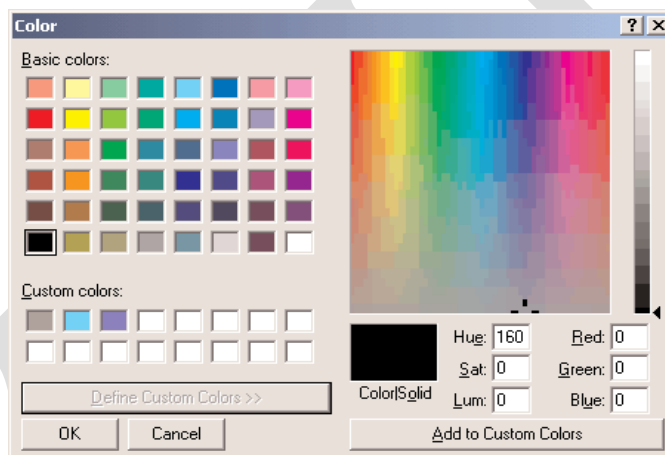 Color
Basic colors:
Custom colors:
Define Custom Colors >>
OK Cancel
Color|Solid
Hue: 160 Red: 0
Sat: 0 Green: 0
Lum: 0 Blue: 0
Add to Custom Colors